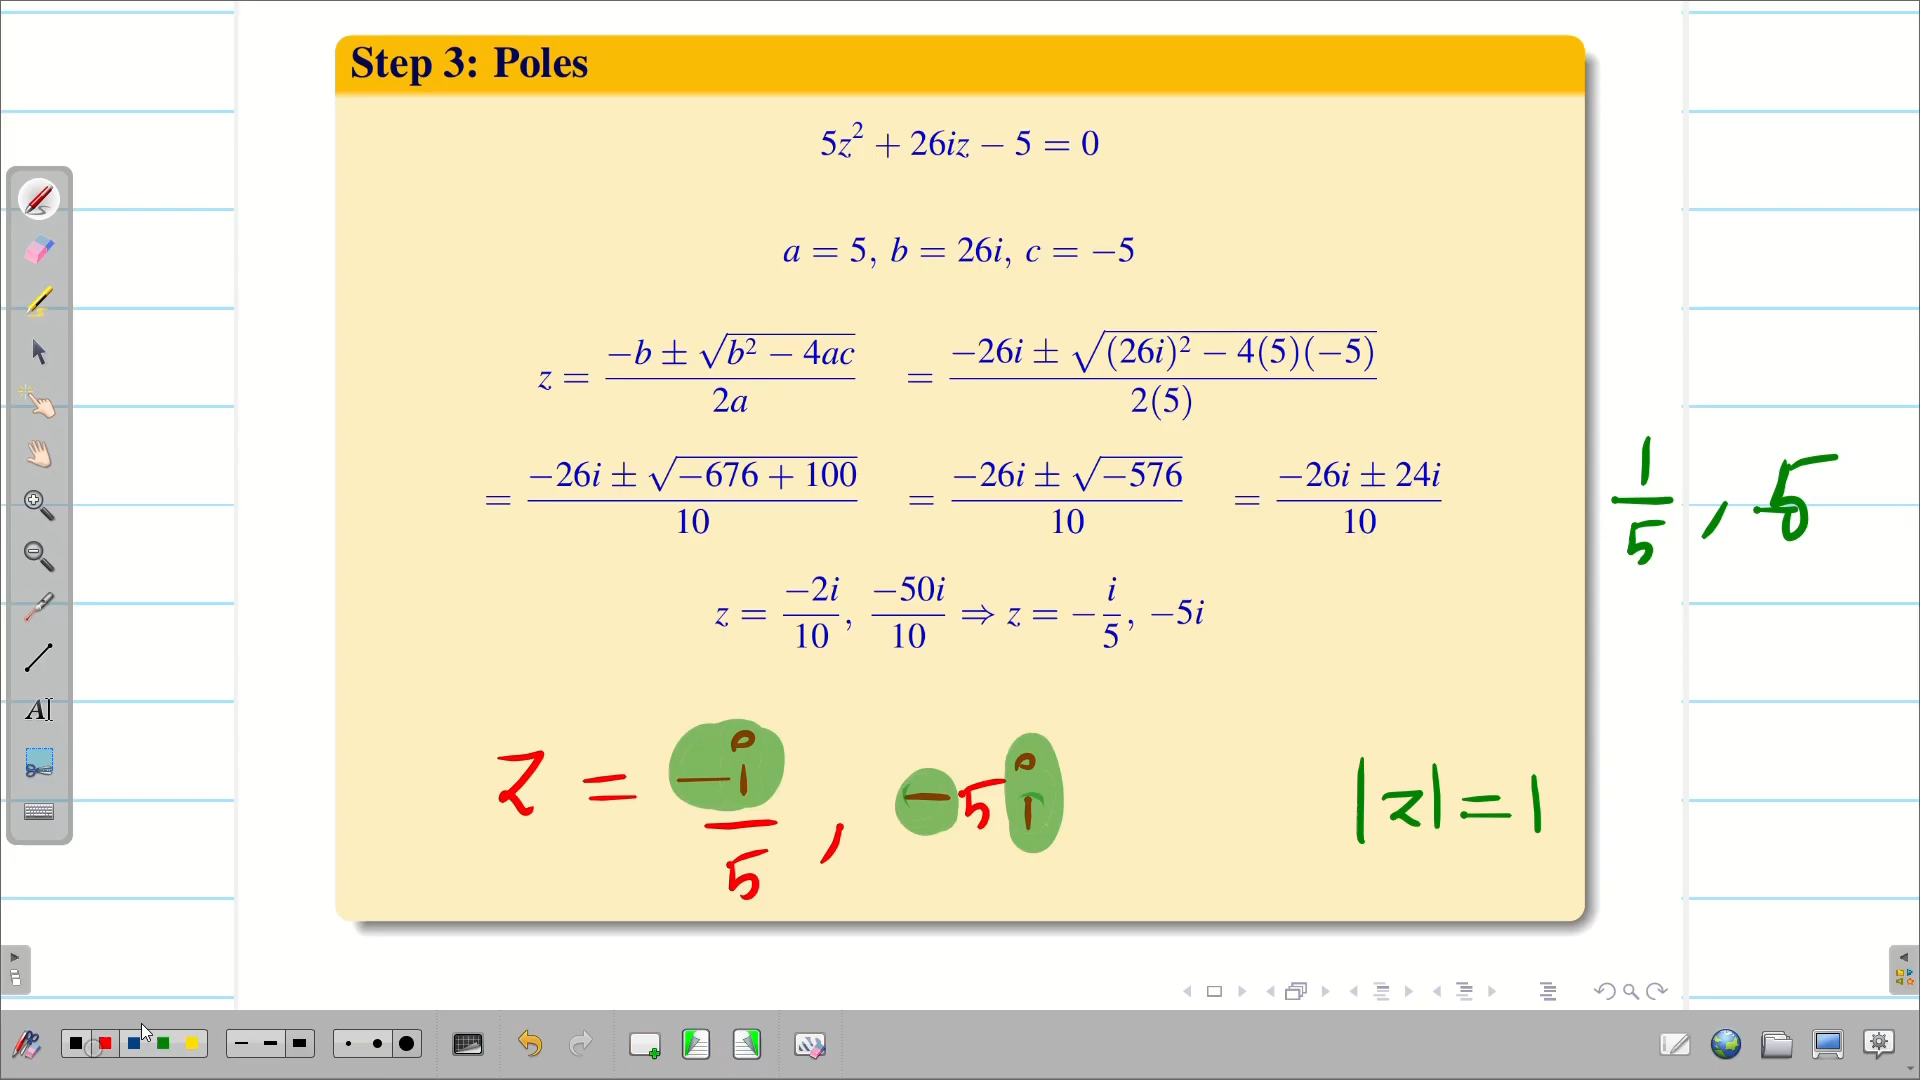 Step 3: Poles
5z² + 26iz − 5 = 0
a = 5, b = 26i, c = −5
z = (−b ± √(b² − 4ac))/(2a) = (−26i ± √((26i)² − 4(5)(−5)))/(2(5))
= (−26i ± √(−676 + 100))/10 = (−26i ± √(−576))/10 = (−26i ± 24i)/10
1/5 , 5
z = −2i/10, −50i/10 ⇒ z = −i/5, −5i
z = −i/5 , −5i
|z| = 1